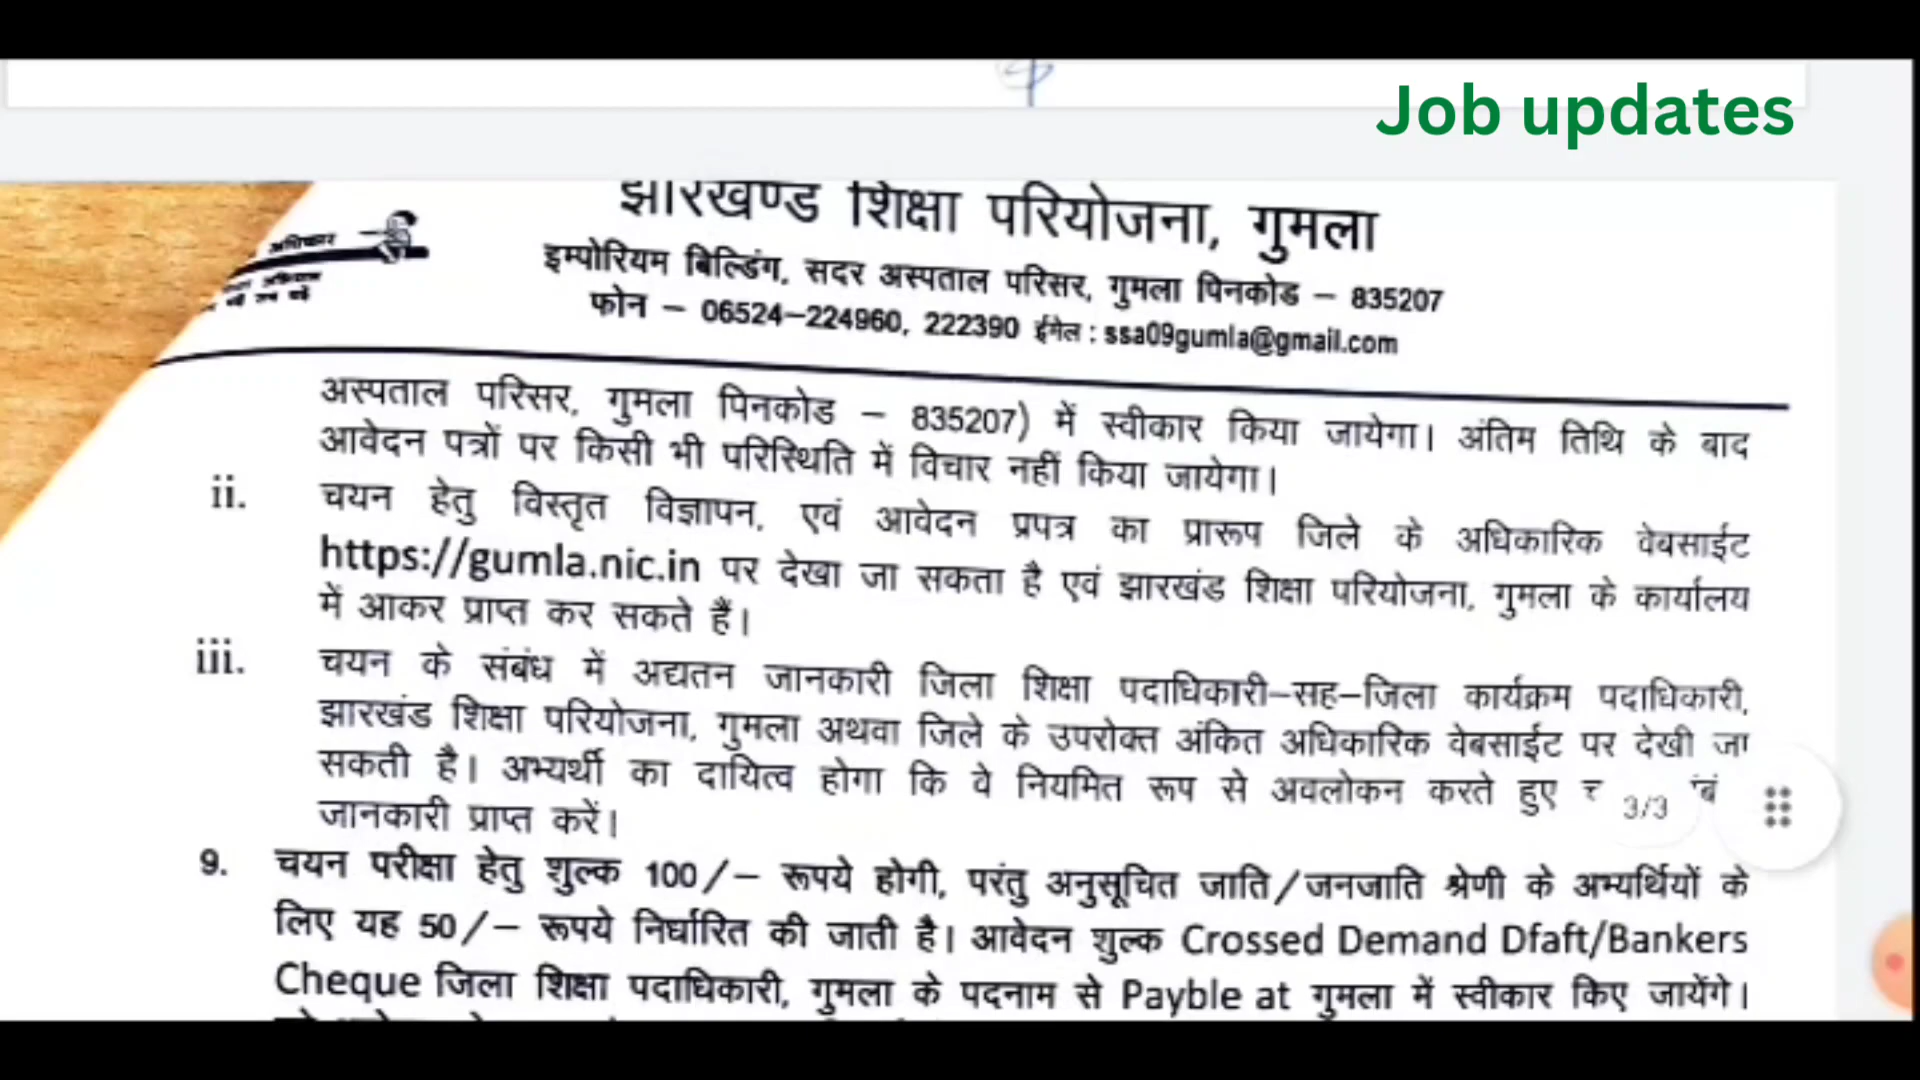 Job updates
झारखण्ड शिक्षा परियोजना, गुमला
इम्पोरियम बिल्डिंग, सदर अस्पताल परिसर, गुमला पिनकोड – 835207
फोन – 06524–224960, 222390 ईमेल : ssa09gumla@gmail.com
अधिकार
अस्पताल परिसर, गुमला पिनकोड – 835207) में स्वीकार किया जायेगा। अंतिम तिथि के बाद
आवेदन पत्रों पर किसी भी परिस्थिति में विचार नहीं किया जायेगा।
ii. चयन हेतु विस्तृत विज्ञापन, एवं आवेदन प्रपत्र का प्रारूप जिले के अधिकारिक वेबसाईट
https://gumla.nic.in पर देखा जा सकता है एवं झारखंड शिक्षा परियोजना, गुमला के कार्यालय
में आकर प्राप्त कर सकते हैं।
iii. चयन के संबंध में अद्यतन जानकारी जिला शिक्षा पदाधिकारी–सह–जिला कार्यक्रम पदाधिकारी,
झारखंड शिक्षा परियोजना, गुमला अथवा जिले के उपरोक्त अंकित अधिकारिक वेबसाईट पर देखी जा
सकती है। अभ्यर्थी का दायित्व होगा कि वे नियमित रूप से अवलोकन करते हुए
3/3
जानकारी प्राप्त करें।
9. चयन परीक्षा हेतु शुल्क 100/– रूपये होगी, परंतु अनुसूचित जाति/जनजाति श्रेणी के अभ्यर्थियों के
लिए यह 50/– रूपये निर्धारित की जाती है। आवेदन शुल्क Crossed Demand Dfaft/Bankers
Cheque जिला शिक्षा पदाधिकारी, गुमला के पदनाम से Payble at गुमला में स्वीकार किए जायेंगे।